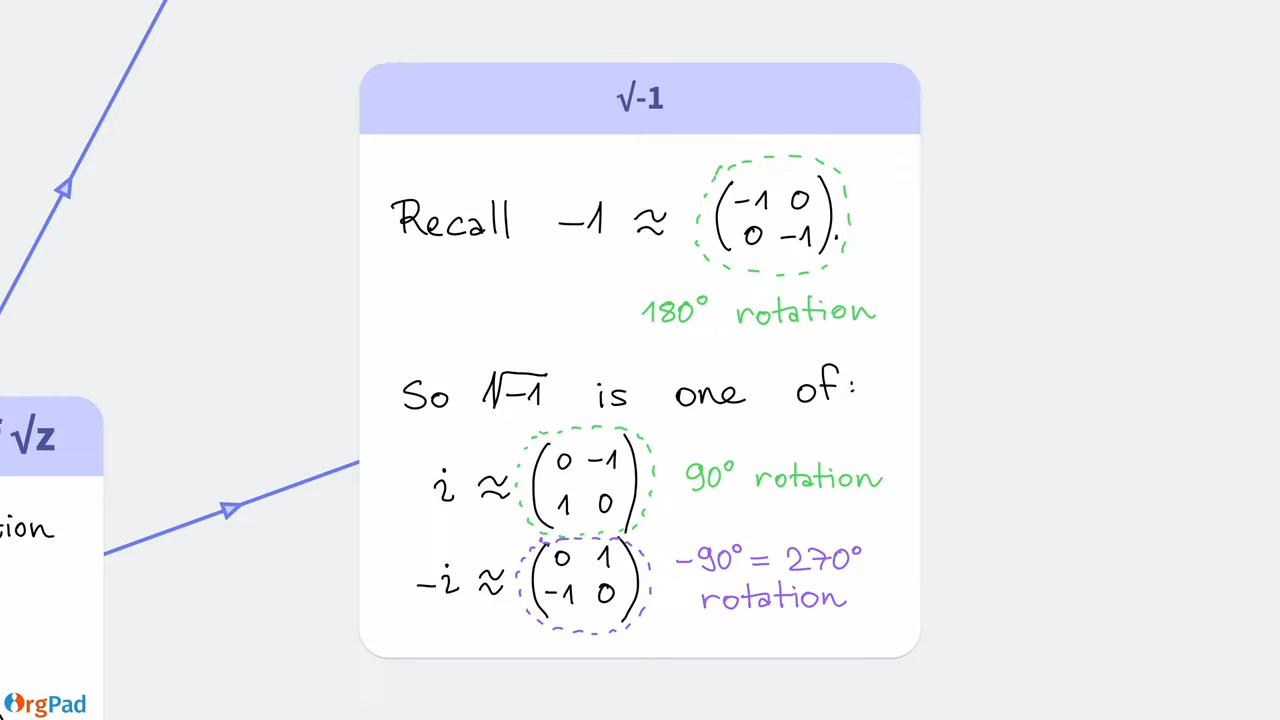 √-1
Recall -1 ≈ (-1 0
0 -1).
180° rotation
So √-1 is one of:
i ≈ (0 -1
1 0) 90° rotation
-i ≈ (0 1
-1 0) -90° = 270°
rotation
√z
tion
OrgPad